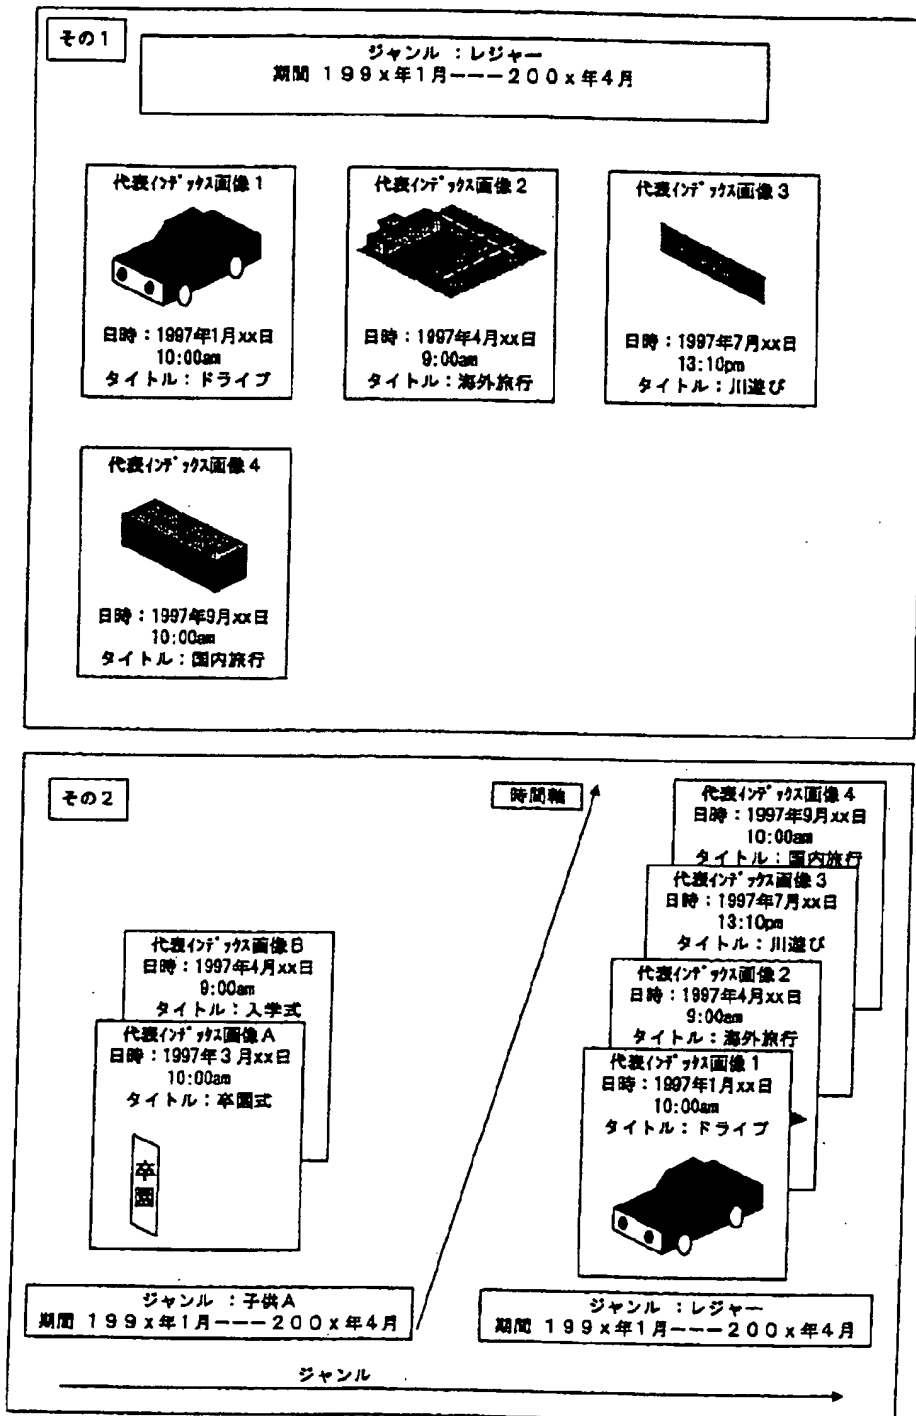 その1
ジャンル :レジャー
期間 199x年1月ーーー200x年4月
代表ｲﾝﾃﾞｯｸｽ画像1
日時:1997年1月xx日
10:00am
タイトル:ドライブ
代表ｲﾝﾃﾞｯｸｽ画像2
日時:1997年4月xx日
9:00am
タイトル:海外旅行
代表ｲﾝﾃﾞｯｸｽ画像3
日時:1997年7月xx日
13:10pm
タイトル:川遊び
代表ｲﾝﾃﾞｯｸｽ画像4
日時:1997年9月xx日
10:00am
タイトル:国内旅行
その2
時間軸
代表ｲﾝﾃﾞｯｸｽ画像B
日時:1997年4月xx日
9:00am
タイトル:入学式
代表ｲﾝﾃﾞｯｸｽ画像A
日時:1997年3月xx日
10:00am
タイトル:卒園式
卒園
ジャンル :子供A
期間 199x年1月ーーー200x年4月
代表ｲﾝﾃﾞｯｸｽ画像4
日時:1997年9月xx日
10:00am
タイトル:国内旅行
代表ｲﾝﾃﾞｯｸｽ画像3
日時:1997年7月xx日
13:10pm
タイトル:川遊び
代表ｲﾝﾃﾞｯｸｽ画像2
日時:1997年4月xx日
9:00am
タイトル:海外旅行
代表ｲﾝﾃﾞｯｸｽ画像1
日時:1997年1月xx日
10:00am
タイトル:ドライブ
ジャンル :レジャー
期間 199x年1月ーーー200x年4月
ジャンル